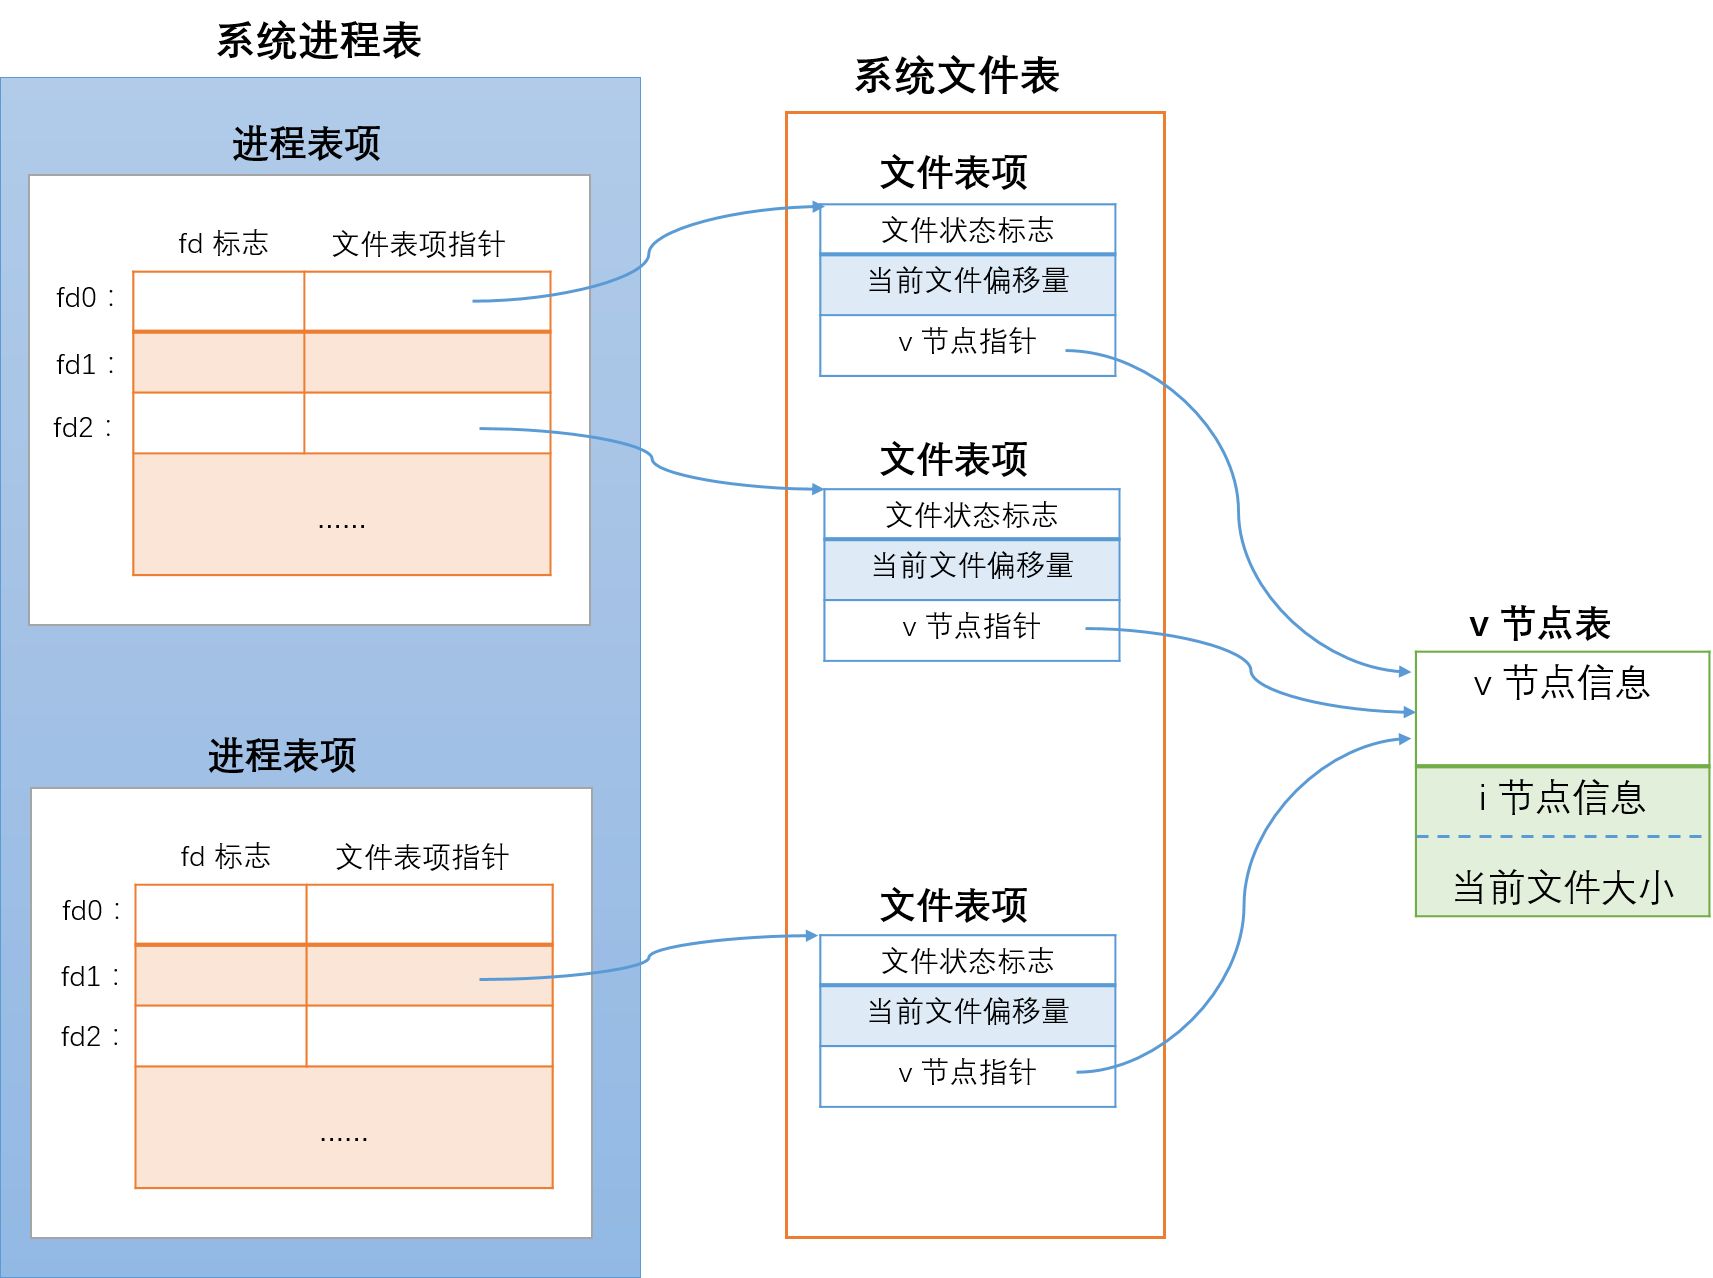 系统进程表
进程表项
fd 标志
文件表项指针
fd0：
fd1：
fd2：
......
进程表项
fd 标志
文件表项指针
fd0：
fd1：
fd2：
......
系统文件表
文件表项
文件状态标志
当前文件偏移量
v 节点指针
文件表项
文件状态标志
当前文件偏移量
v 节点指针
文件表项
文件状态标志
当前文件偏移量
v 节点指针
v 节点表
v 节点信息
i 节点信息
当前文件大小